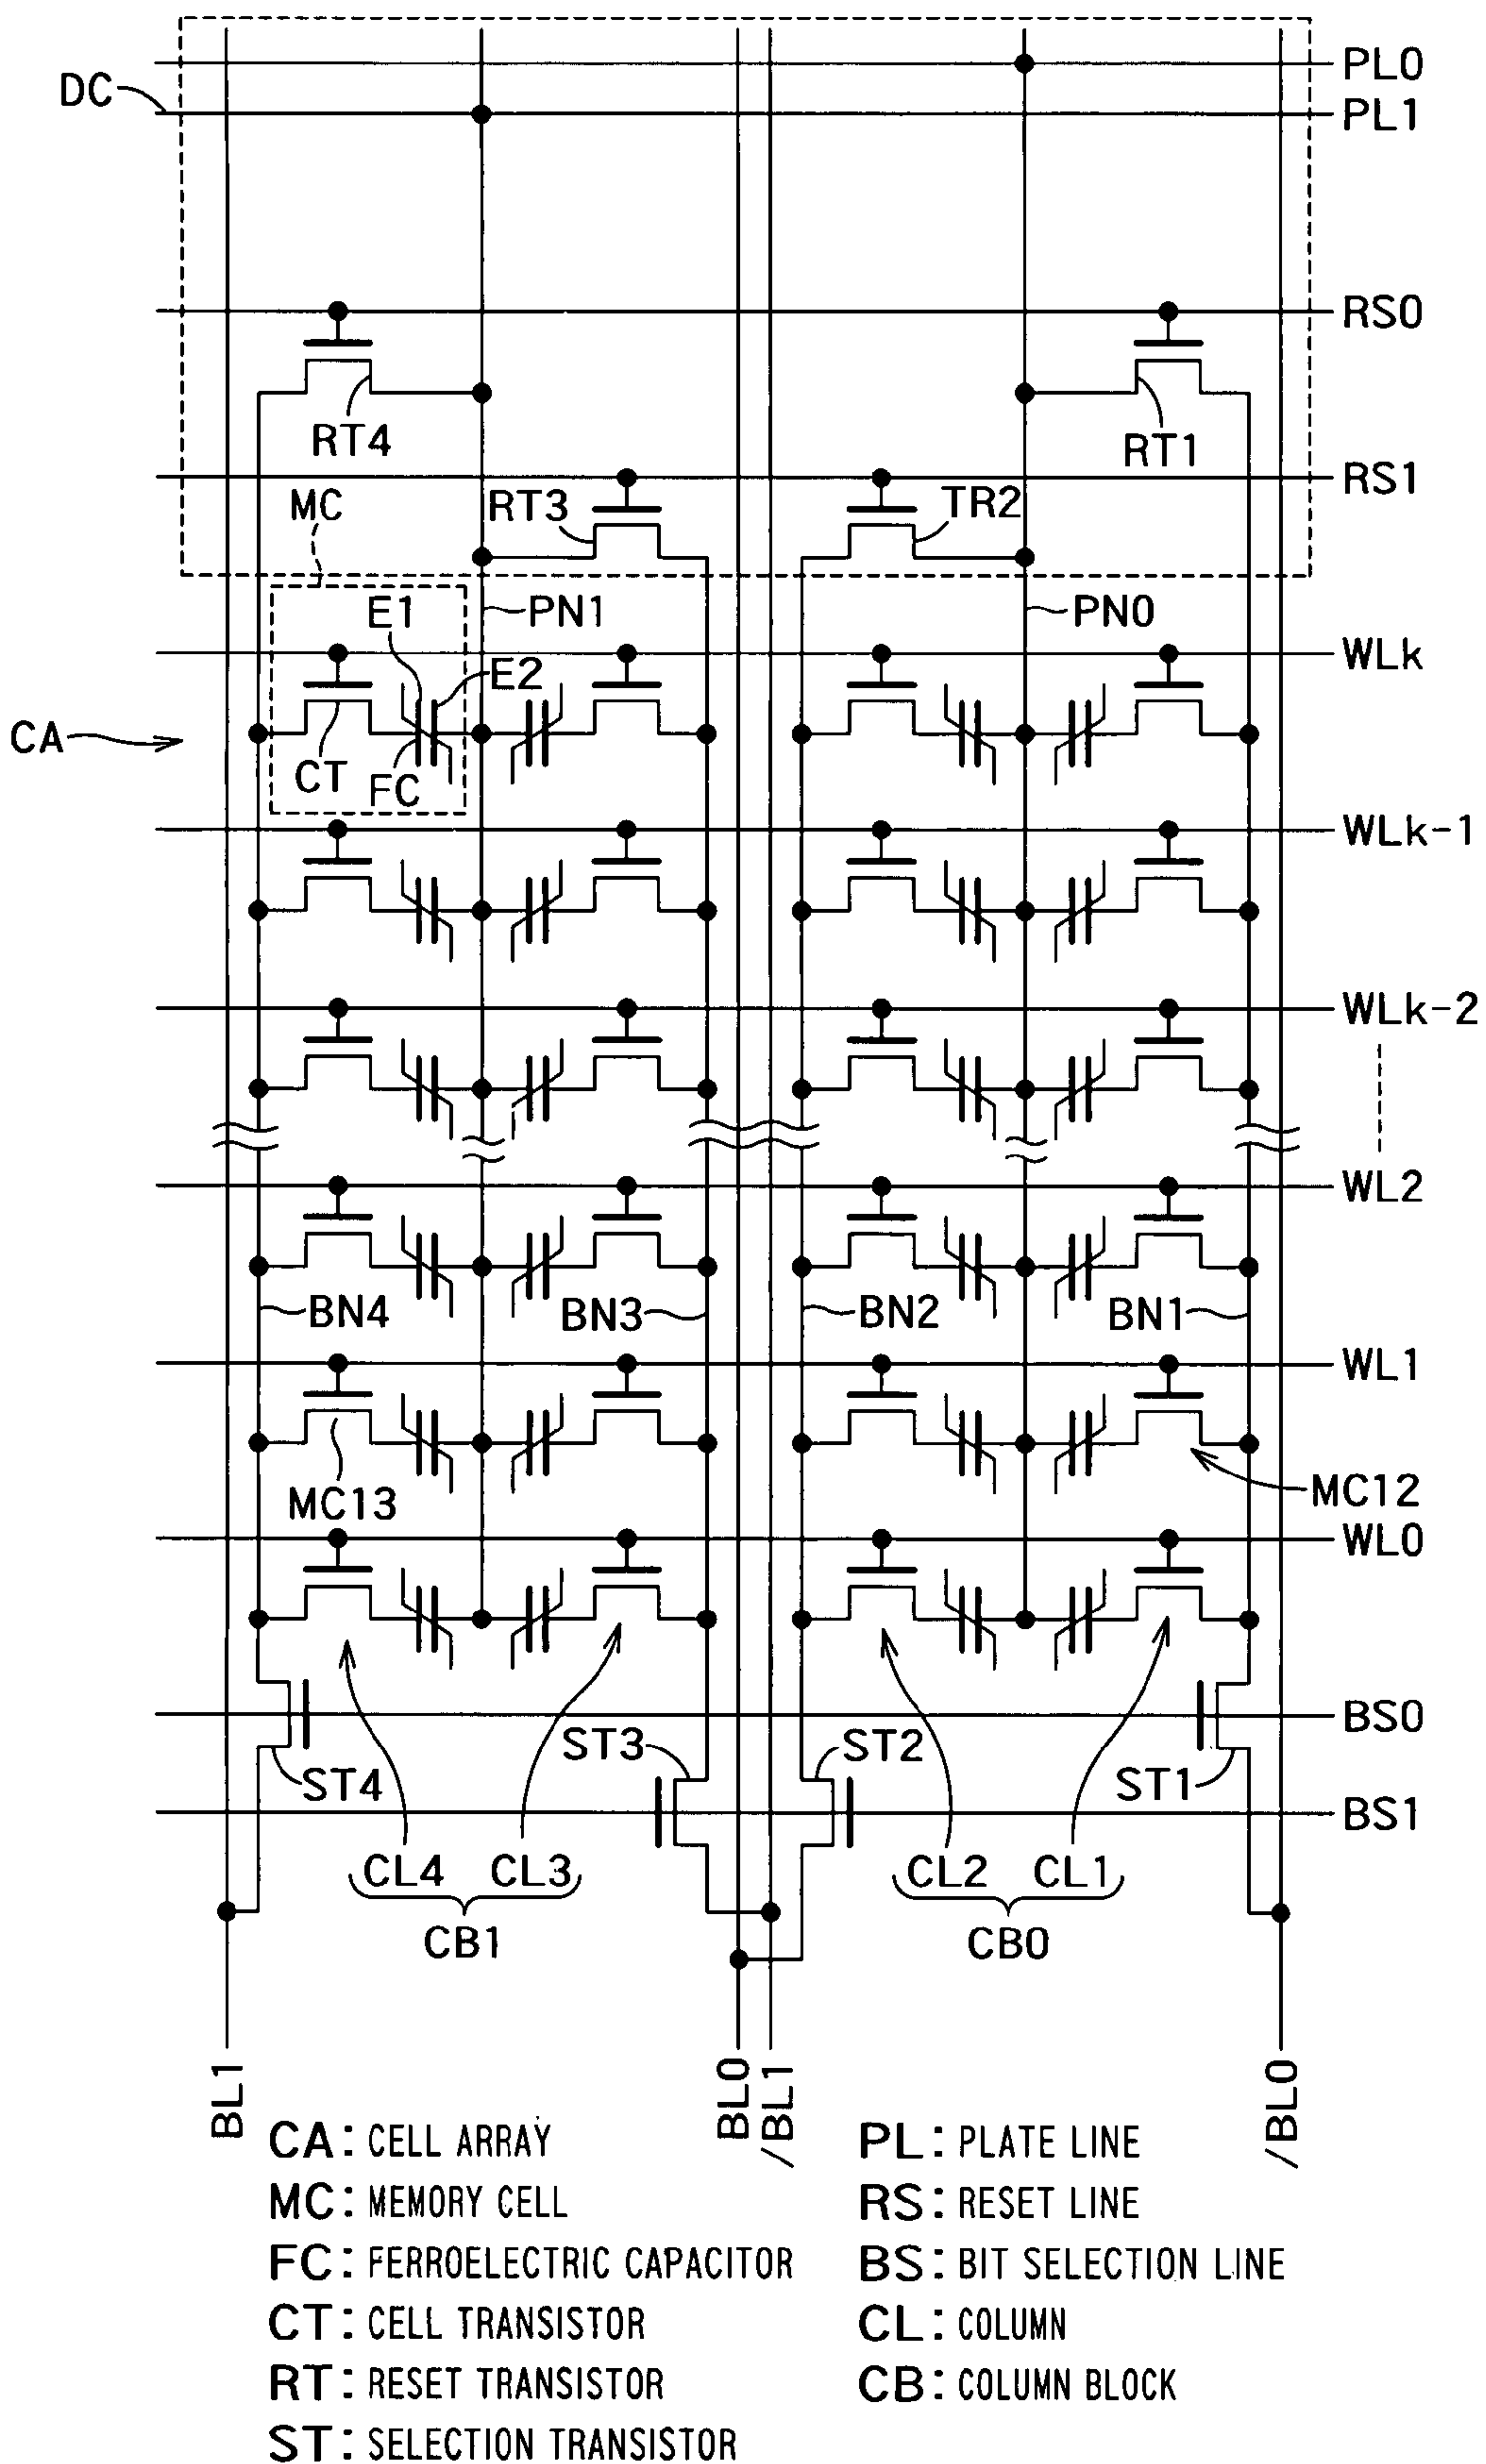 PL0
DC
PL1
RS0
RT4
RT1
RS1
MC
RT3
TR2
E1
PN1
PN0
WLk
E2
CA
CT
FC
WLk-1
WLk-2
WL2
BN4
BN3
BN2
BN1
WL1
MC13
MC12
WL0
BS0
ST3
ST2
ST4
ST1
BS1
CL4
CL3
CL2
CL1
CB1
CB0
BL1
BL0
/BL1
/BL0
CA: CELL ARRAY
MC: MEMORY CELL
FC: FERROELECTRIC CAPACITOR
CT: CELL TRANSISTOR
RT: RESET TRANSISTOR
ST: SELECTION TRANSISTOR
PL: PLATE LINE
RS: RESET LINE
BS: BIT SELECTION LINE
CL: COLUMN
CB: COLUMN BLOCK